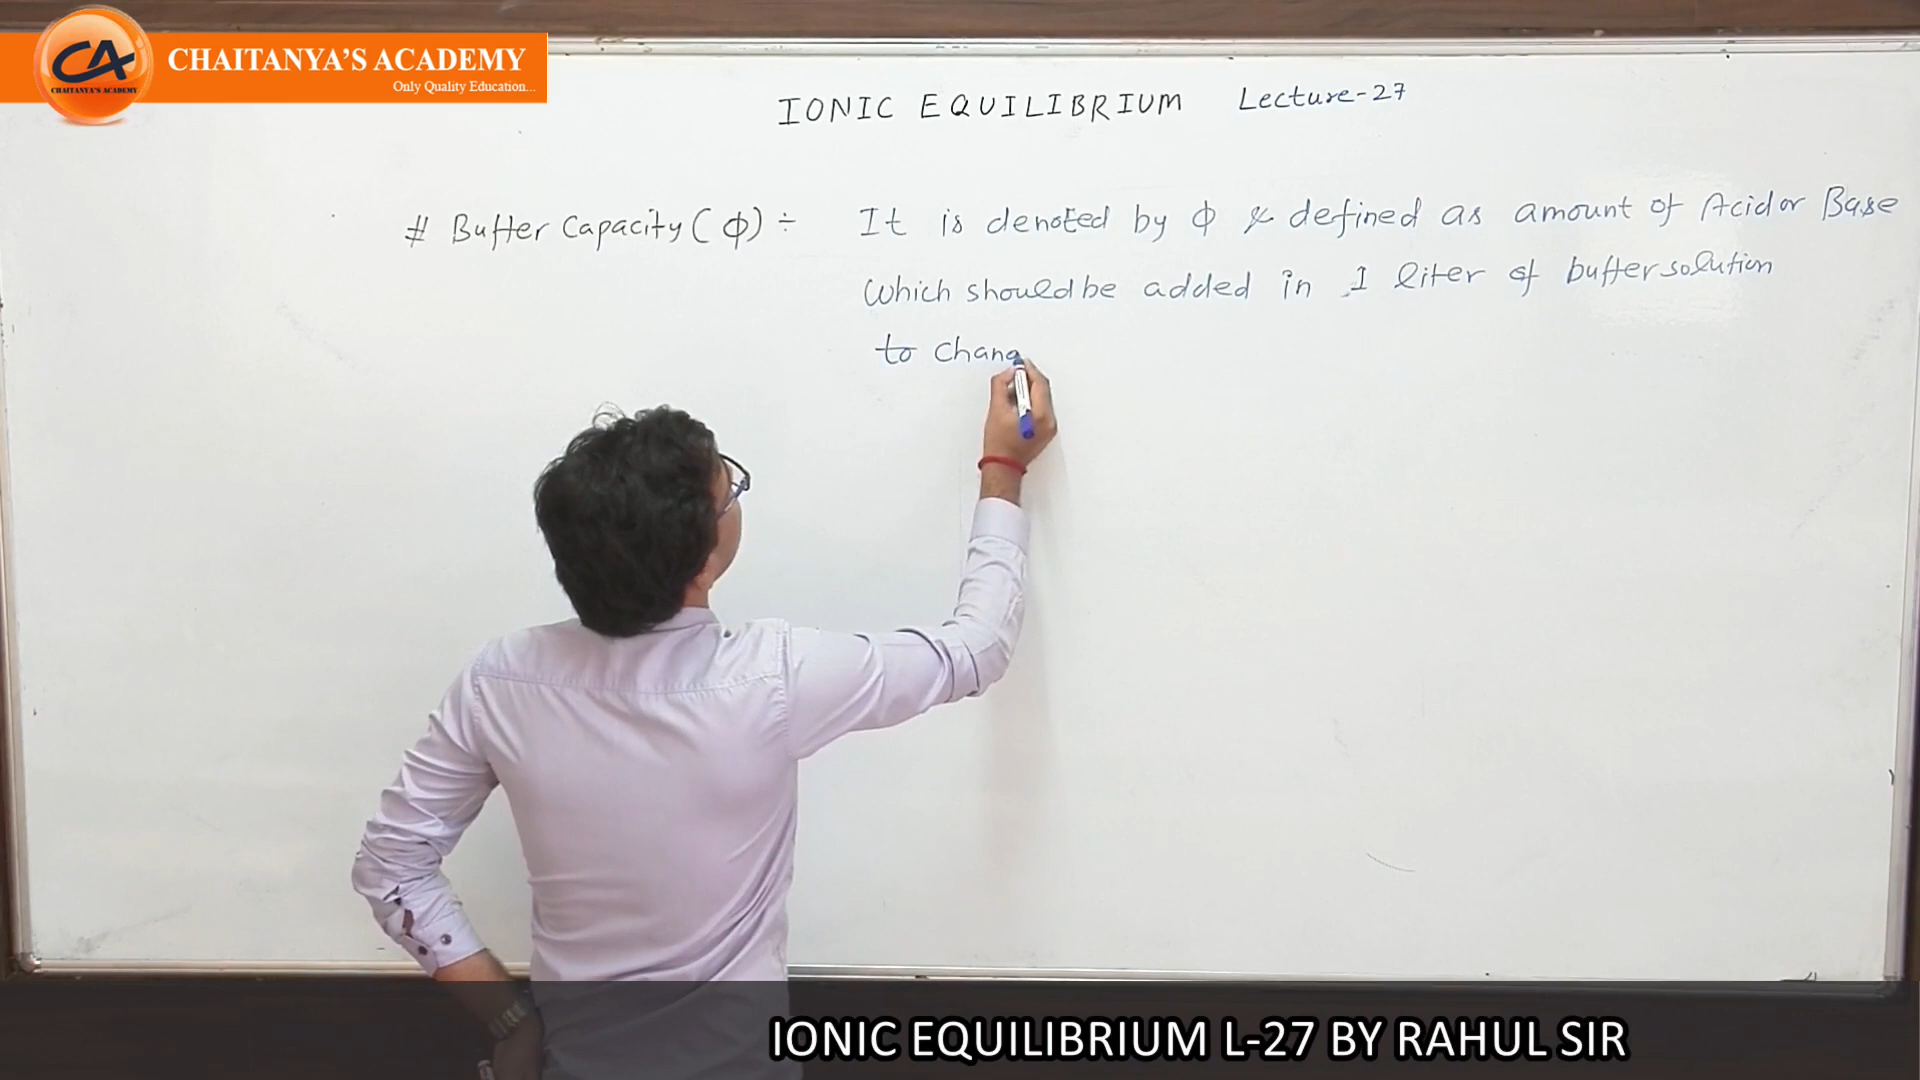 CHAITANYA'S ACADEMY
Only Quality Education...
CA
CHAITANYA'S ACADEMY
IONIC EQUILIBRIUM Lecture-27
# Buffer Capacity (Φ) ÷ It is denoted by Φ & defined as amount of Acid or Base
which should be added in 1 liter of buffer solution
to chang
IONIC EQUILIBRIUM L-27 BY RAHUL SIR